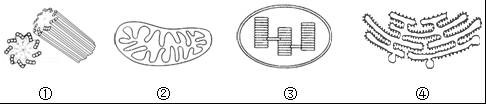 ① ② ③ ④